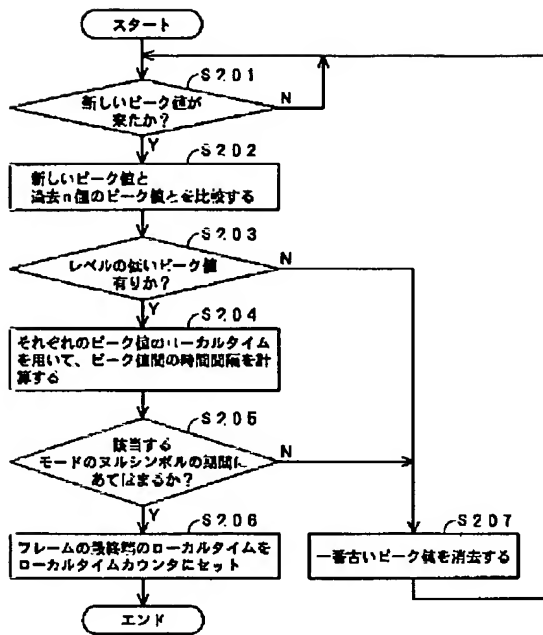 スタート
S201
新しいピーク値が
来たか?
N
Y
S202
新しいピーク値と
過去n個のピーク値とを比較する
S203
レベルの低いピーク値
有りか?
N
Y
S204
それぞれのピーク値のローカルタイム
を用いて、ピーク値間の時間間隔を計
算する
S205
該当する
モードのヌルシンボルの期間に
あてはまるか?
N
Y
S206
フレームの最終端のローカルタイムを
ローカルタイムカウンタにセット
S207
一番古いピーク値を消去する
エンド